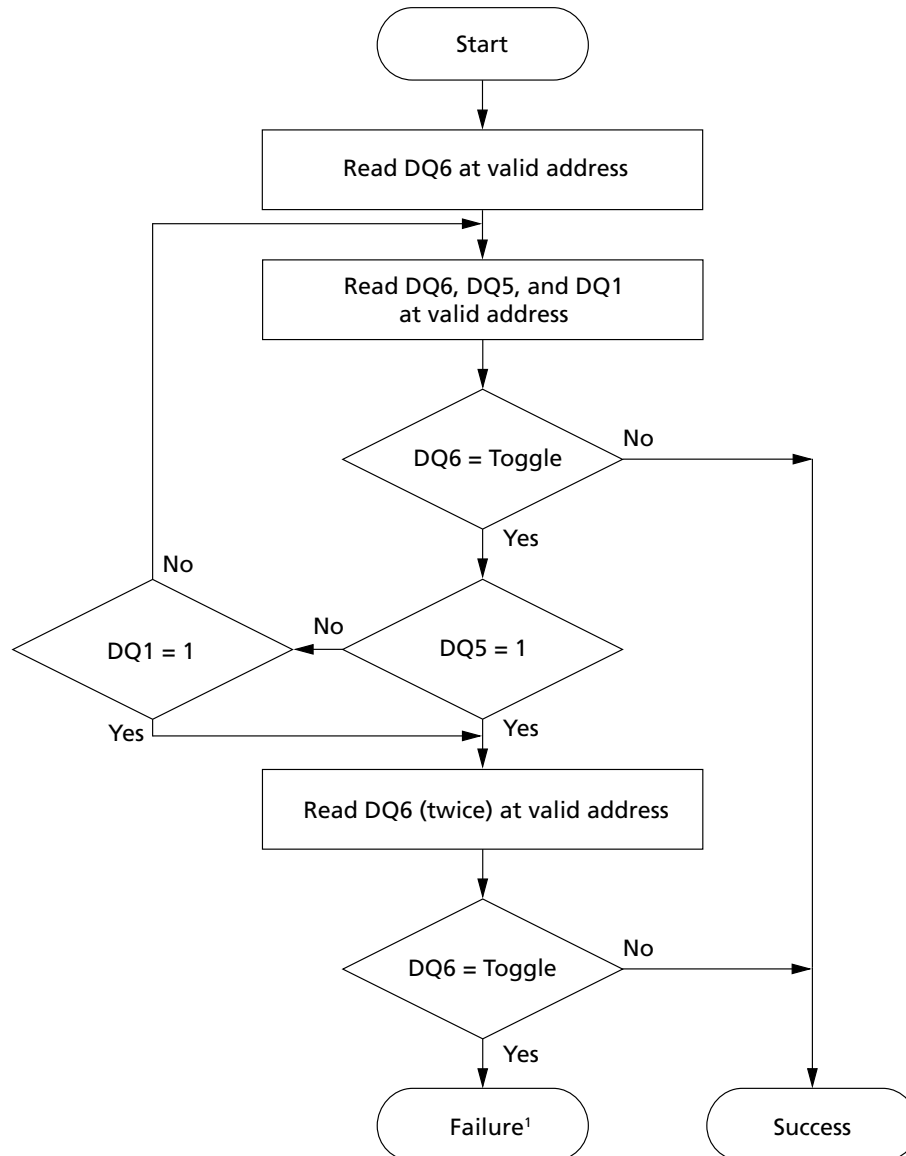 Start
Read DQ6 at valid address
Read DQ6, DQ5, and DQ1
at valid address
DQ6 = Toggle
No
Yes
No
DQ1 = 1
No
DQ5 = 1
Yes
Yes
Read DQ6 (twice) at valid address
DQ6 = Toggle
No
Yes
Failure¹
Success